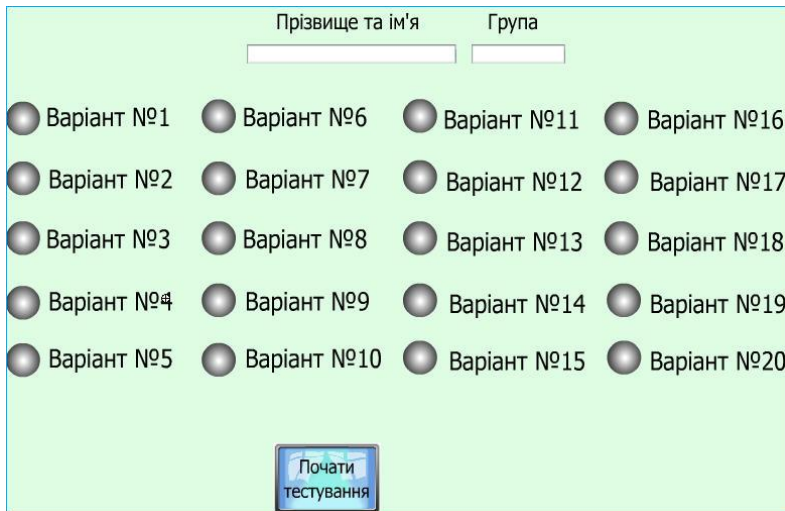 Прізвище та ім'я Група
Варіант №1 Варіант №6 Варіант №11 Варіант №16
Варіант №2 Варіант №7 Варіант №12 Варіант №17
Варіант №3 Варіант №8 Варіант №13 Варіант №18
Варіант №4 Варіант №9 Варіант №14 Варіант №19
Варіант №5 Варіант №10 Варіант №15 Варіант №20
Почати
тестування